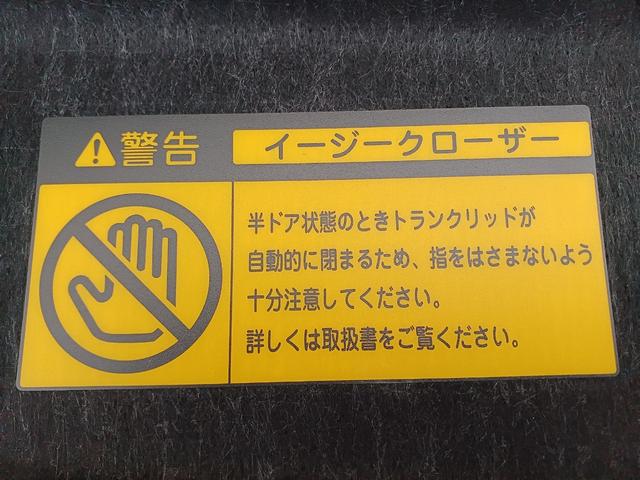 警告
イージークローザー
半ドア状態のときトランクリッドが
自動的に閉まるため、指をはさまないよう
十分注意してください。
詳しくは取扱書をご覧ください。